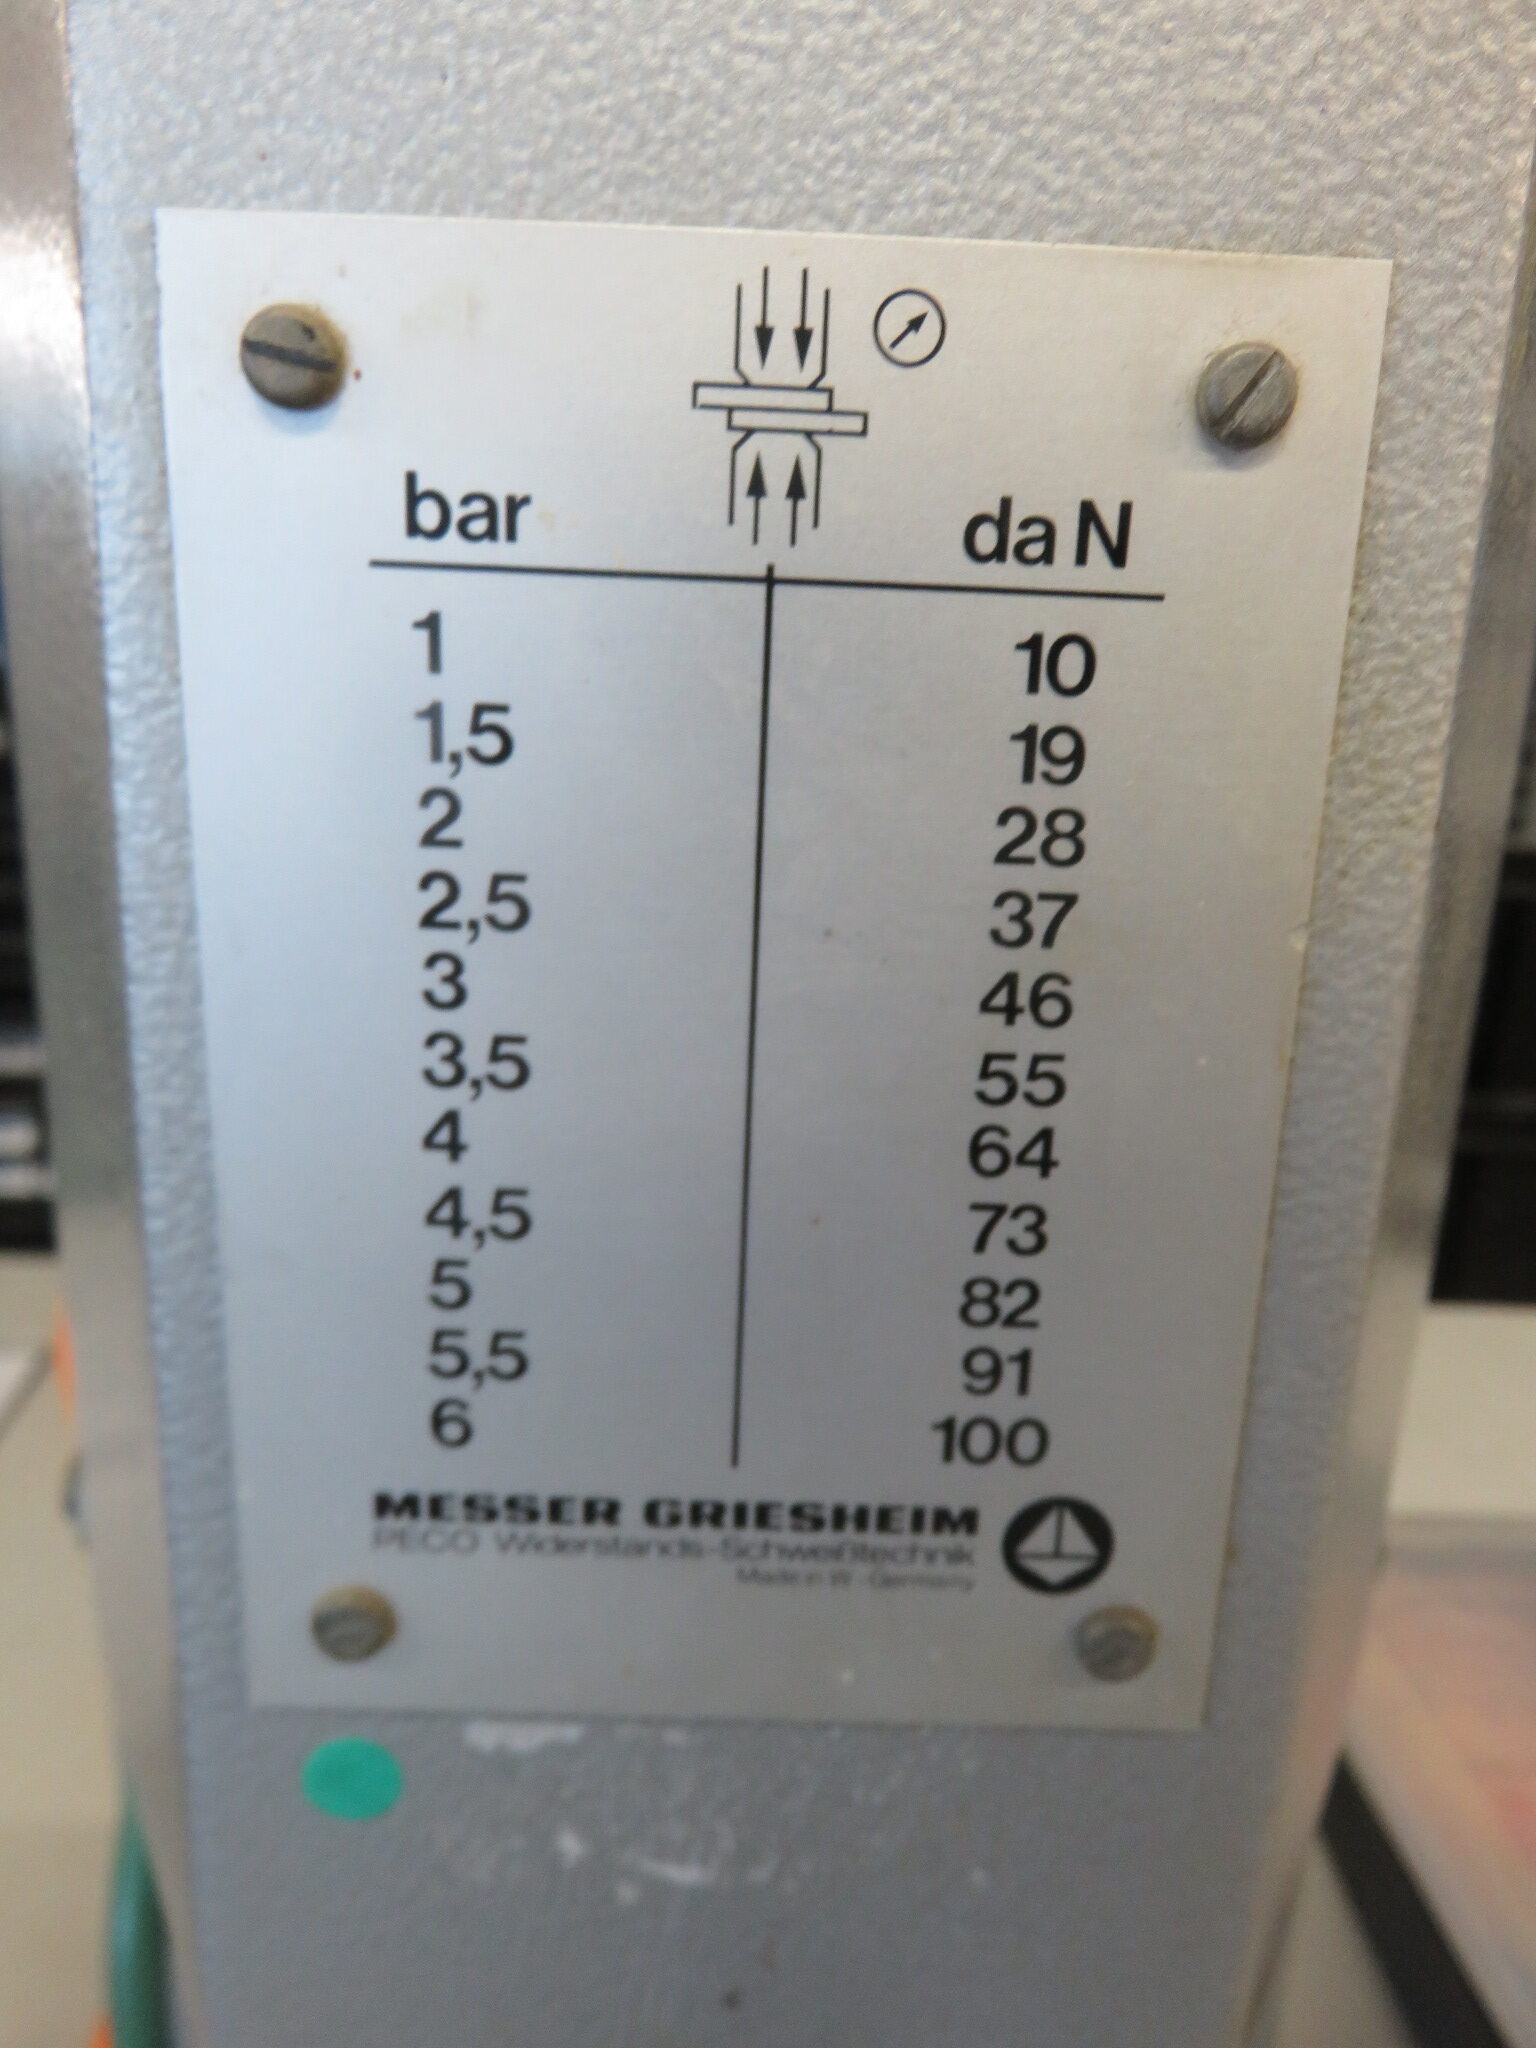 bar daN
1 10
1,5 19
2 28
2,5 37
3 46
3,5 55
4 64
4,5 73
5 82
5,5 91
6 100
MESSER GRIESHEIM
PECO Widerstands-Schweißtechnik
Made in W.-Germany